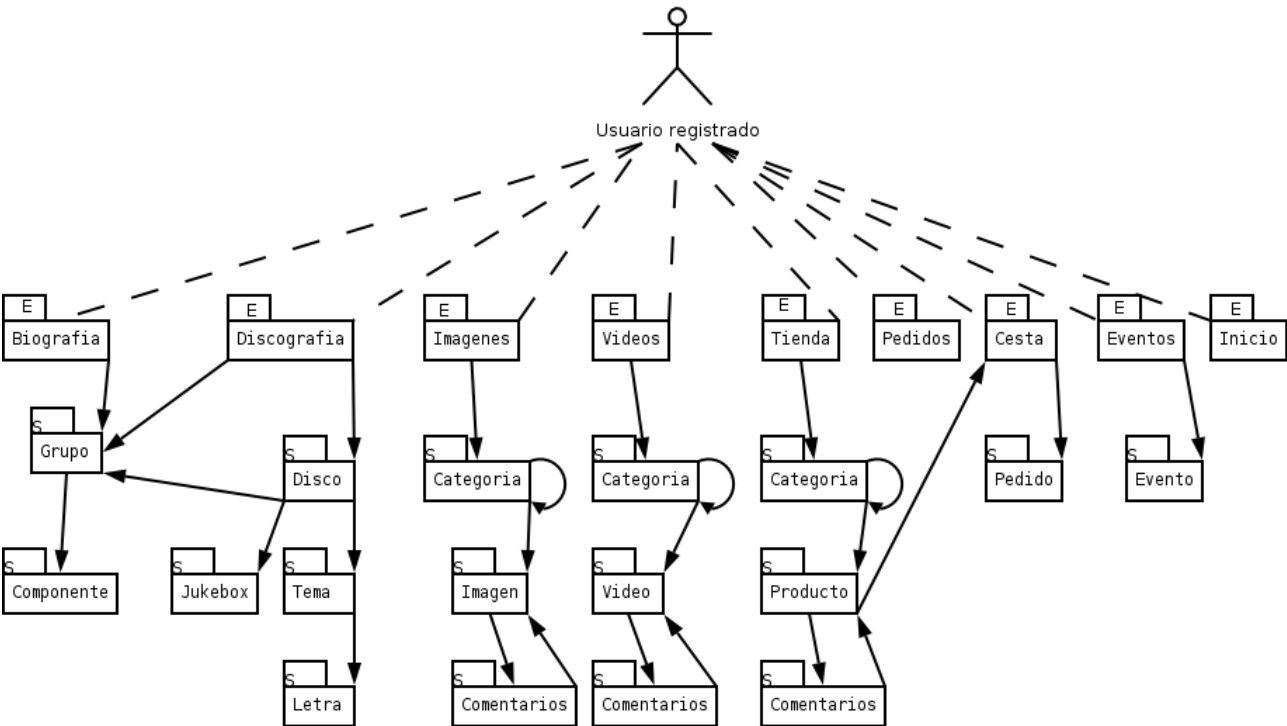 Usuario registrado
E
E
E
E
E
E
E
E
Biografia
Discografia
Imagenes
Videos
Tienda
Pedidos
Cesta
Eventos
Inicio
S
Grupo
S
S
S
S
S
S
Disco
Categoria
Categoria
Categoria
Pedido
Evento
S
S
S
S
S
S
Componente
Jukebox
Tema
Imagen
Video
Producto
S
S
S
S
Letra
Comentarios
Comentarios
Comentarios